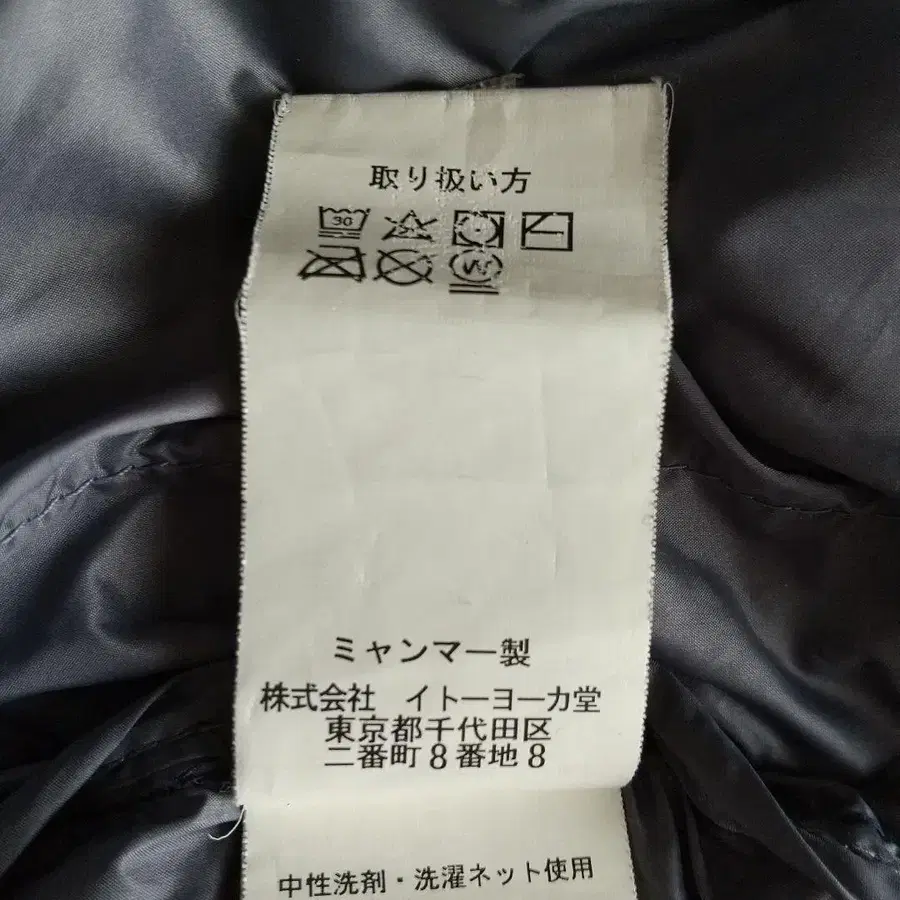 取り扱い方
30
W
ミャンマー製
株式会社 イトーヨーカ堂
東京都千代田区
二番町8番地8
中性洗剤・洗濯ネット使用